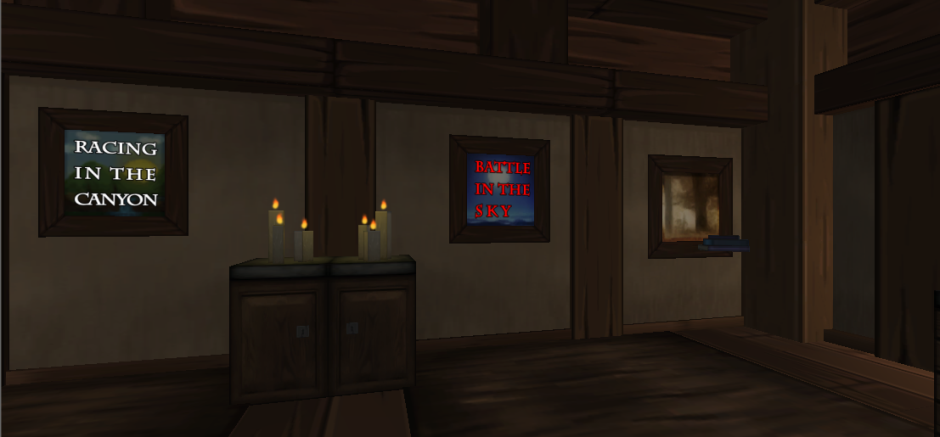 RACING
IN THE
CANYON
BATTLE
IN THE
SKY